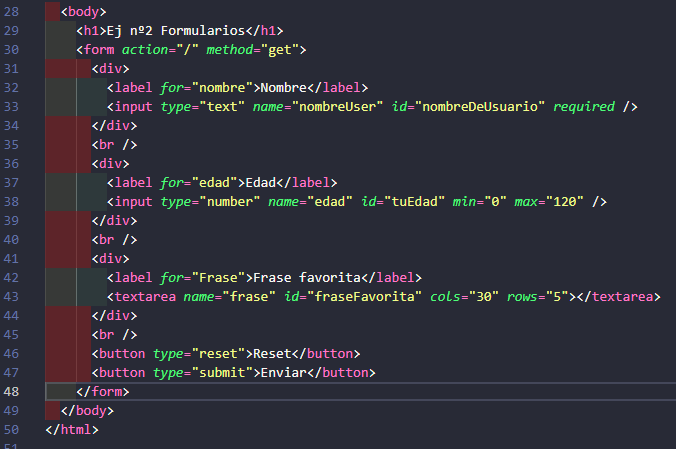 28 <body>
29 <h1>Ej nº2 Formularios</h1>
30 <form action="/" method="get">
31 <div>
32 <label for="nombre">Nombre</label>
33 <input type="text" name="nombreUser" id="nombreDeUsuario" required />
34 </div>
35 <br />
36 <div>
37 <label for="edad">Edad</label>
38 <input type="number" name="edad" id="tuEdad" min="0" max="120" />
39 </div>
40 <br />
41 <div>
42 <label for="Frase">Frase favorita</label>
43 <textarea name="frase" id="fraseFavorita" cols="30" rows="5"></textarea>
44 </div>
45 <br />
46 <button type="reset">Reset</button>
47 <button type="submit">Enviar</button>
48 </form>
49 </body>
50 </html>
51